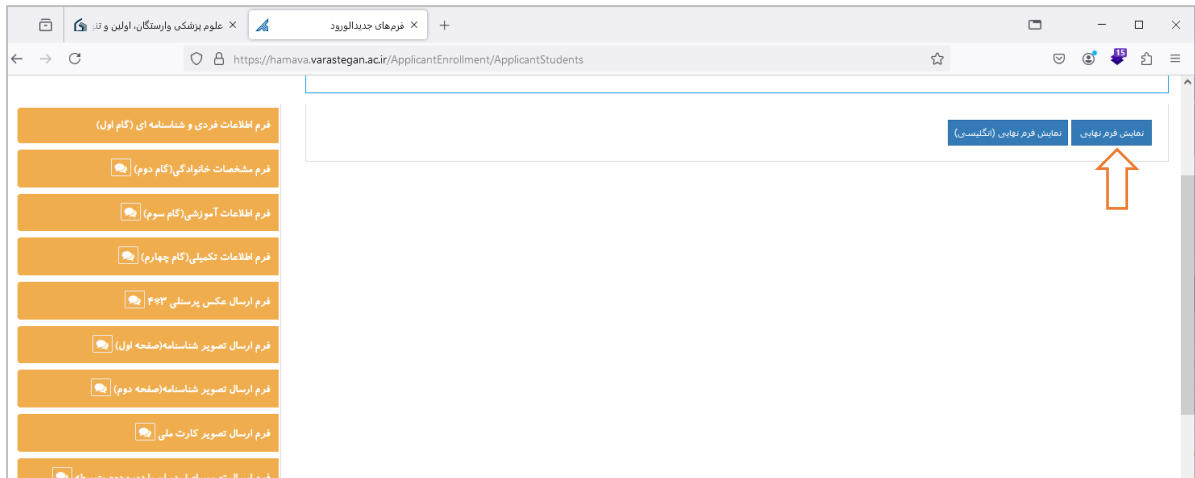 علوم پزشکی وارستگان، اولین و تنه
فرم‌های جدیدالورود
https://hamava.varastegan.ac.ir/ApplicantEnrollment/ApplicantStudents
15
نمایش فرم نهایی
نمایش فرم نهایی (انگلیسی)
فرم اطلاعات فردی و شناسنامه ای (گام اول)
فرم مشخصات خانوادگی(گام دوم)
فرم اطلاعات آموزشی(گام سوم)
فرم اطلاعات تکمیلی(گام چهارم)
فرم ارسال عکس پرسنلی ۳*۴
فرم ارسال تصویر شناسنامه(صفحه اول)
فرم ارسال تصویر شناسنامه(صفحه دوم)
فرم ارسال تصویر کارت ملی